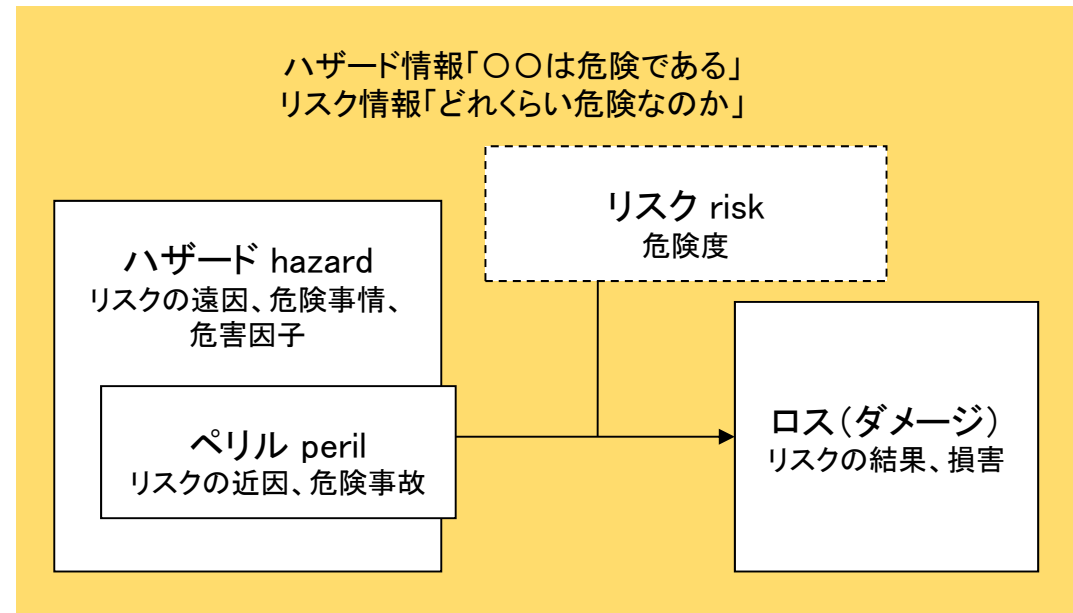 ハザード情報「〇〇は危険である」
リスク情報「どれくらい危険なのか」
リスク risk
危険度
ハザード hazard
リスクの遠因、危険事情、
危害因子
ペリル peril
リスクの近因、危険事故
ロス(ダメージ)
リスクの結果、損害